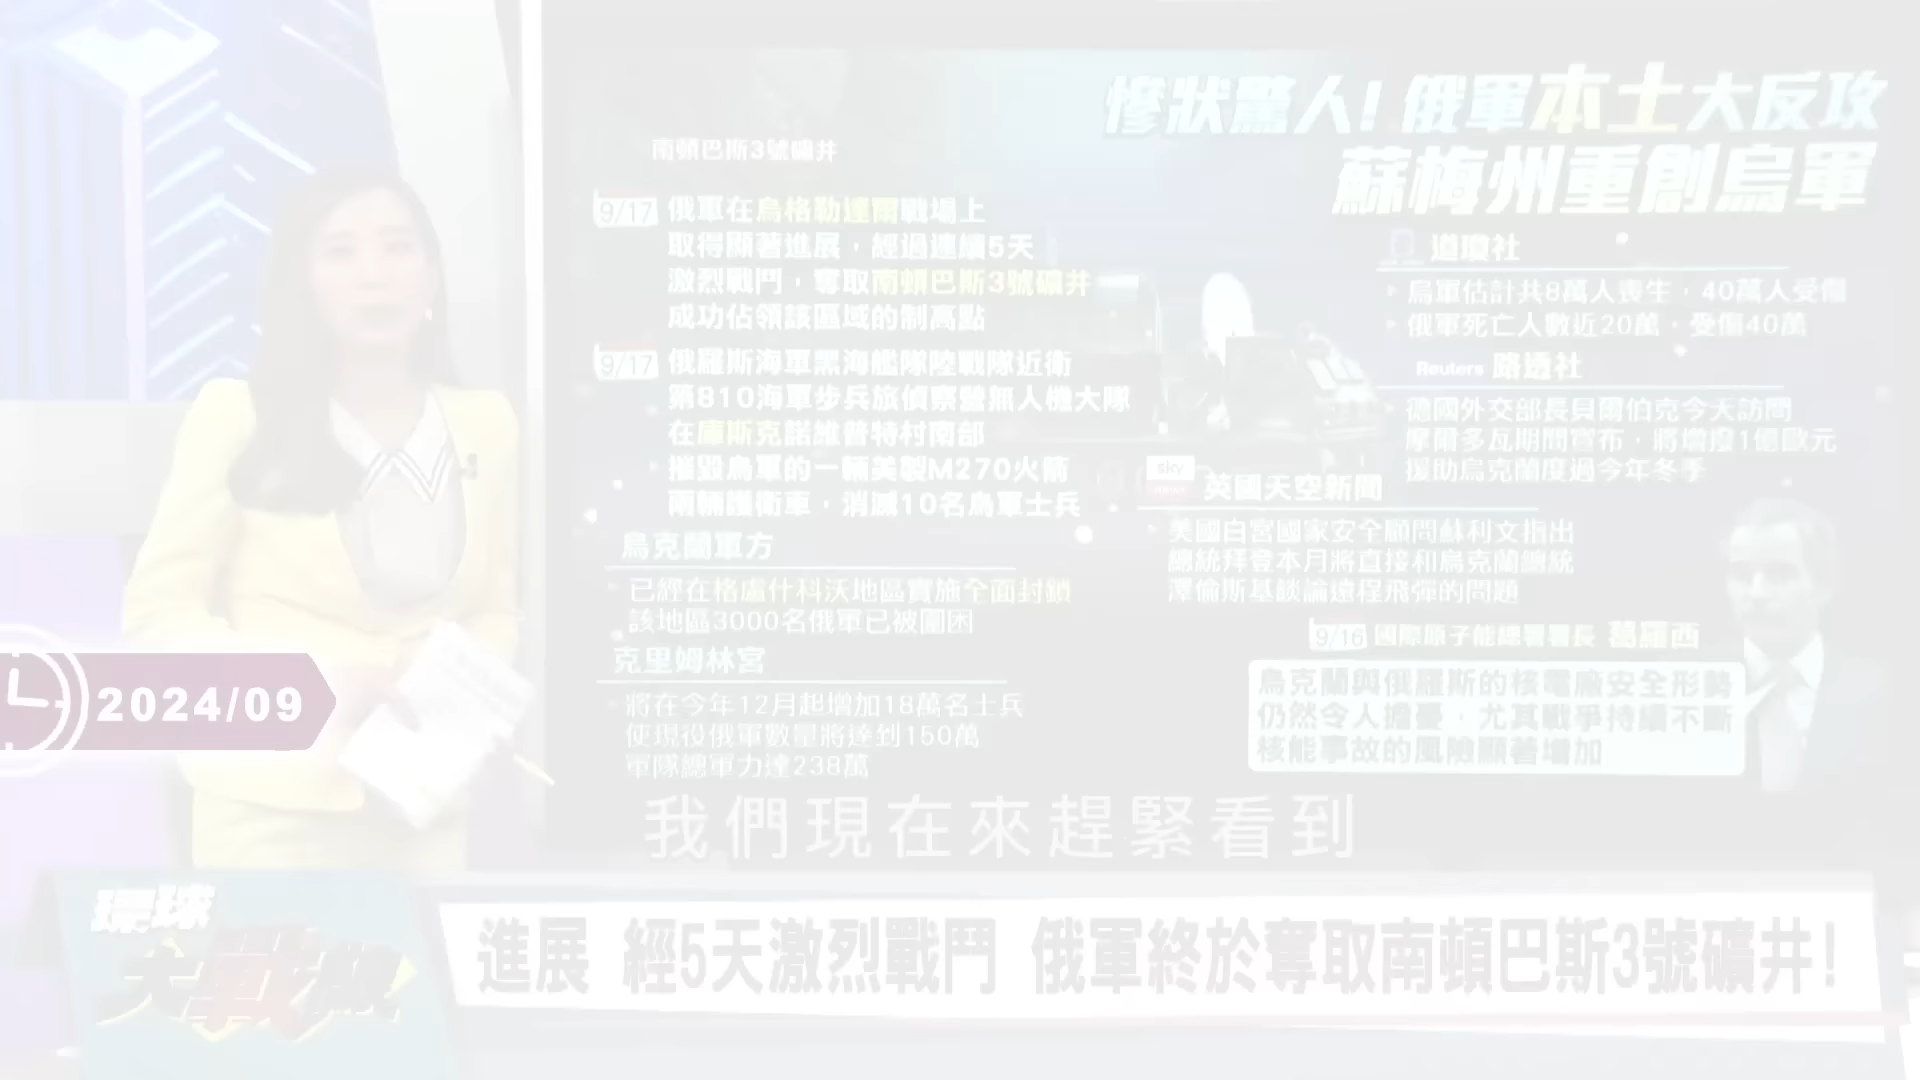 慘狀驚人! 俄軍本土大反攻
蘇梅州重創烏軍
南頓巴斯3號礦井
9/17 俄軍在烏格勒達爾戰場上
取得顯著進展，經過連續5天
激烈戰鬥，奪取南頓巴斯3號礦井
成功佔領該區域的制高點
9/17 俄羅斯海軍黑海艦隊陸戰隊近衛
第810海軍步兵旅偵察營無人機大隊
在庫斯克諾維普特村南部
摧毀烏軍的一輛美製M270火箭
兩輛護衛車，消滅10名烏軍士兵
烏克蘭軍方
已經在格盧什科沃地區實施全面封鎖
該地區3000名俄軍已被圍困
克里姆林宮
將在今年12月起增加18萬名士兵
使現役俄軍數量將達到150萬
軍隊總軍力達238萬
道瓊社
烏軍估計共8萬人喪生，40萬人受傷
俄軍死亡人數近20萬，受傷40萬
Reuters 路透社
德國外交部長貝爾伯克今天訪問
摩爾多瓦期間宣布，將增撥1億歐元
援助烏克蘭度過今年冬季
sky news 英國天空新聞
美國白宮國家安全顧問蘇利文指出
總統拜登本月將直接和烏克蘭總統
澤倫斯基談論遠程飛彈的問題
9/16 國際原子能總署署長 葛羅西
烏克蘭與俄羅斯的核電廠安全形勢
仍然令人擔憂，尤其戰爭持續不斷
核能事故的風險顯著增加
2024/09
我們現在來趕緊看到
環球
大戰線
進展 經5天激烈戰鬥 俄軍終於奪取南頓巴斯3號礦井!